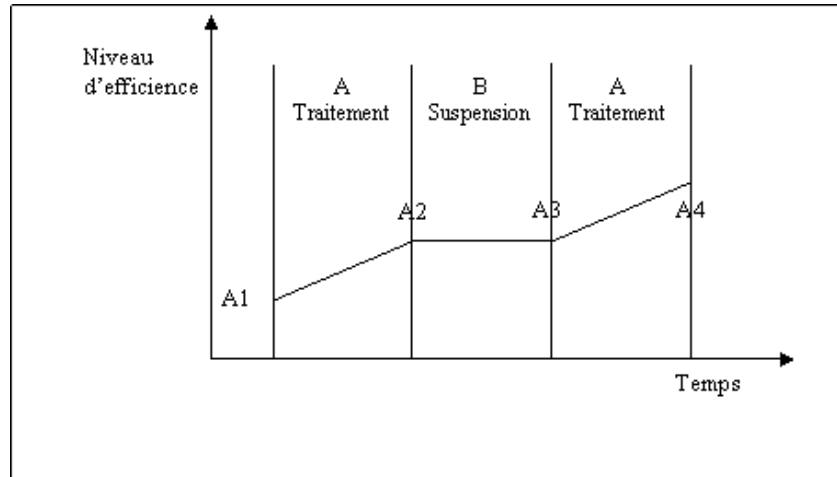 Niveau
d'efficience
A
Traitement
B
Suspension
A
Traitement
A1
A2
A3
A4
Temps